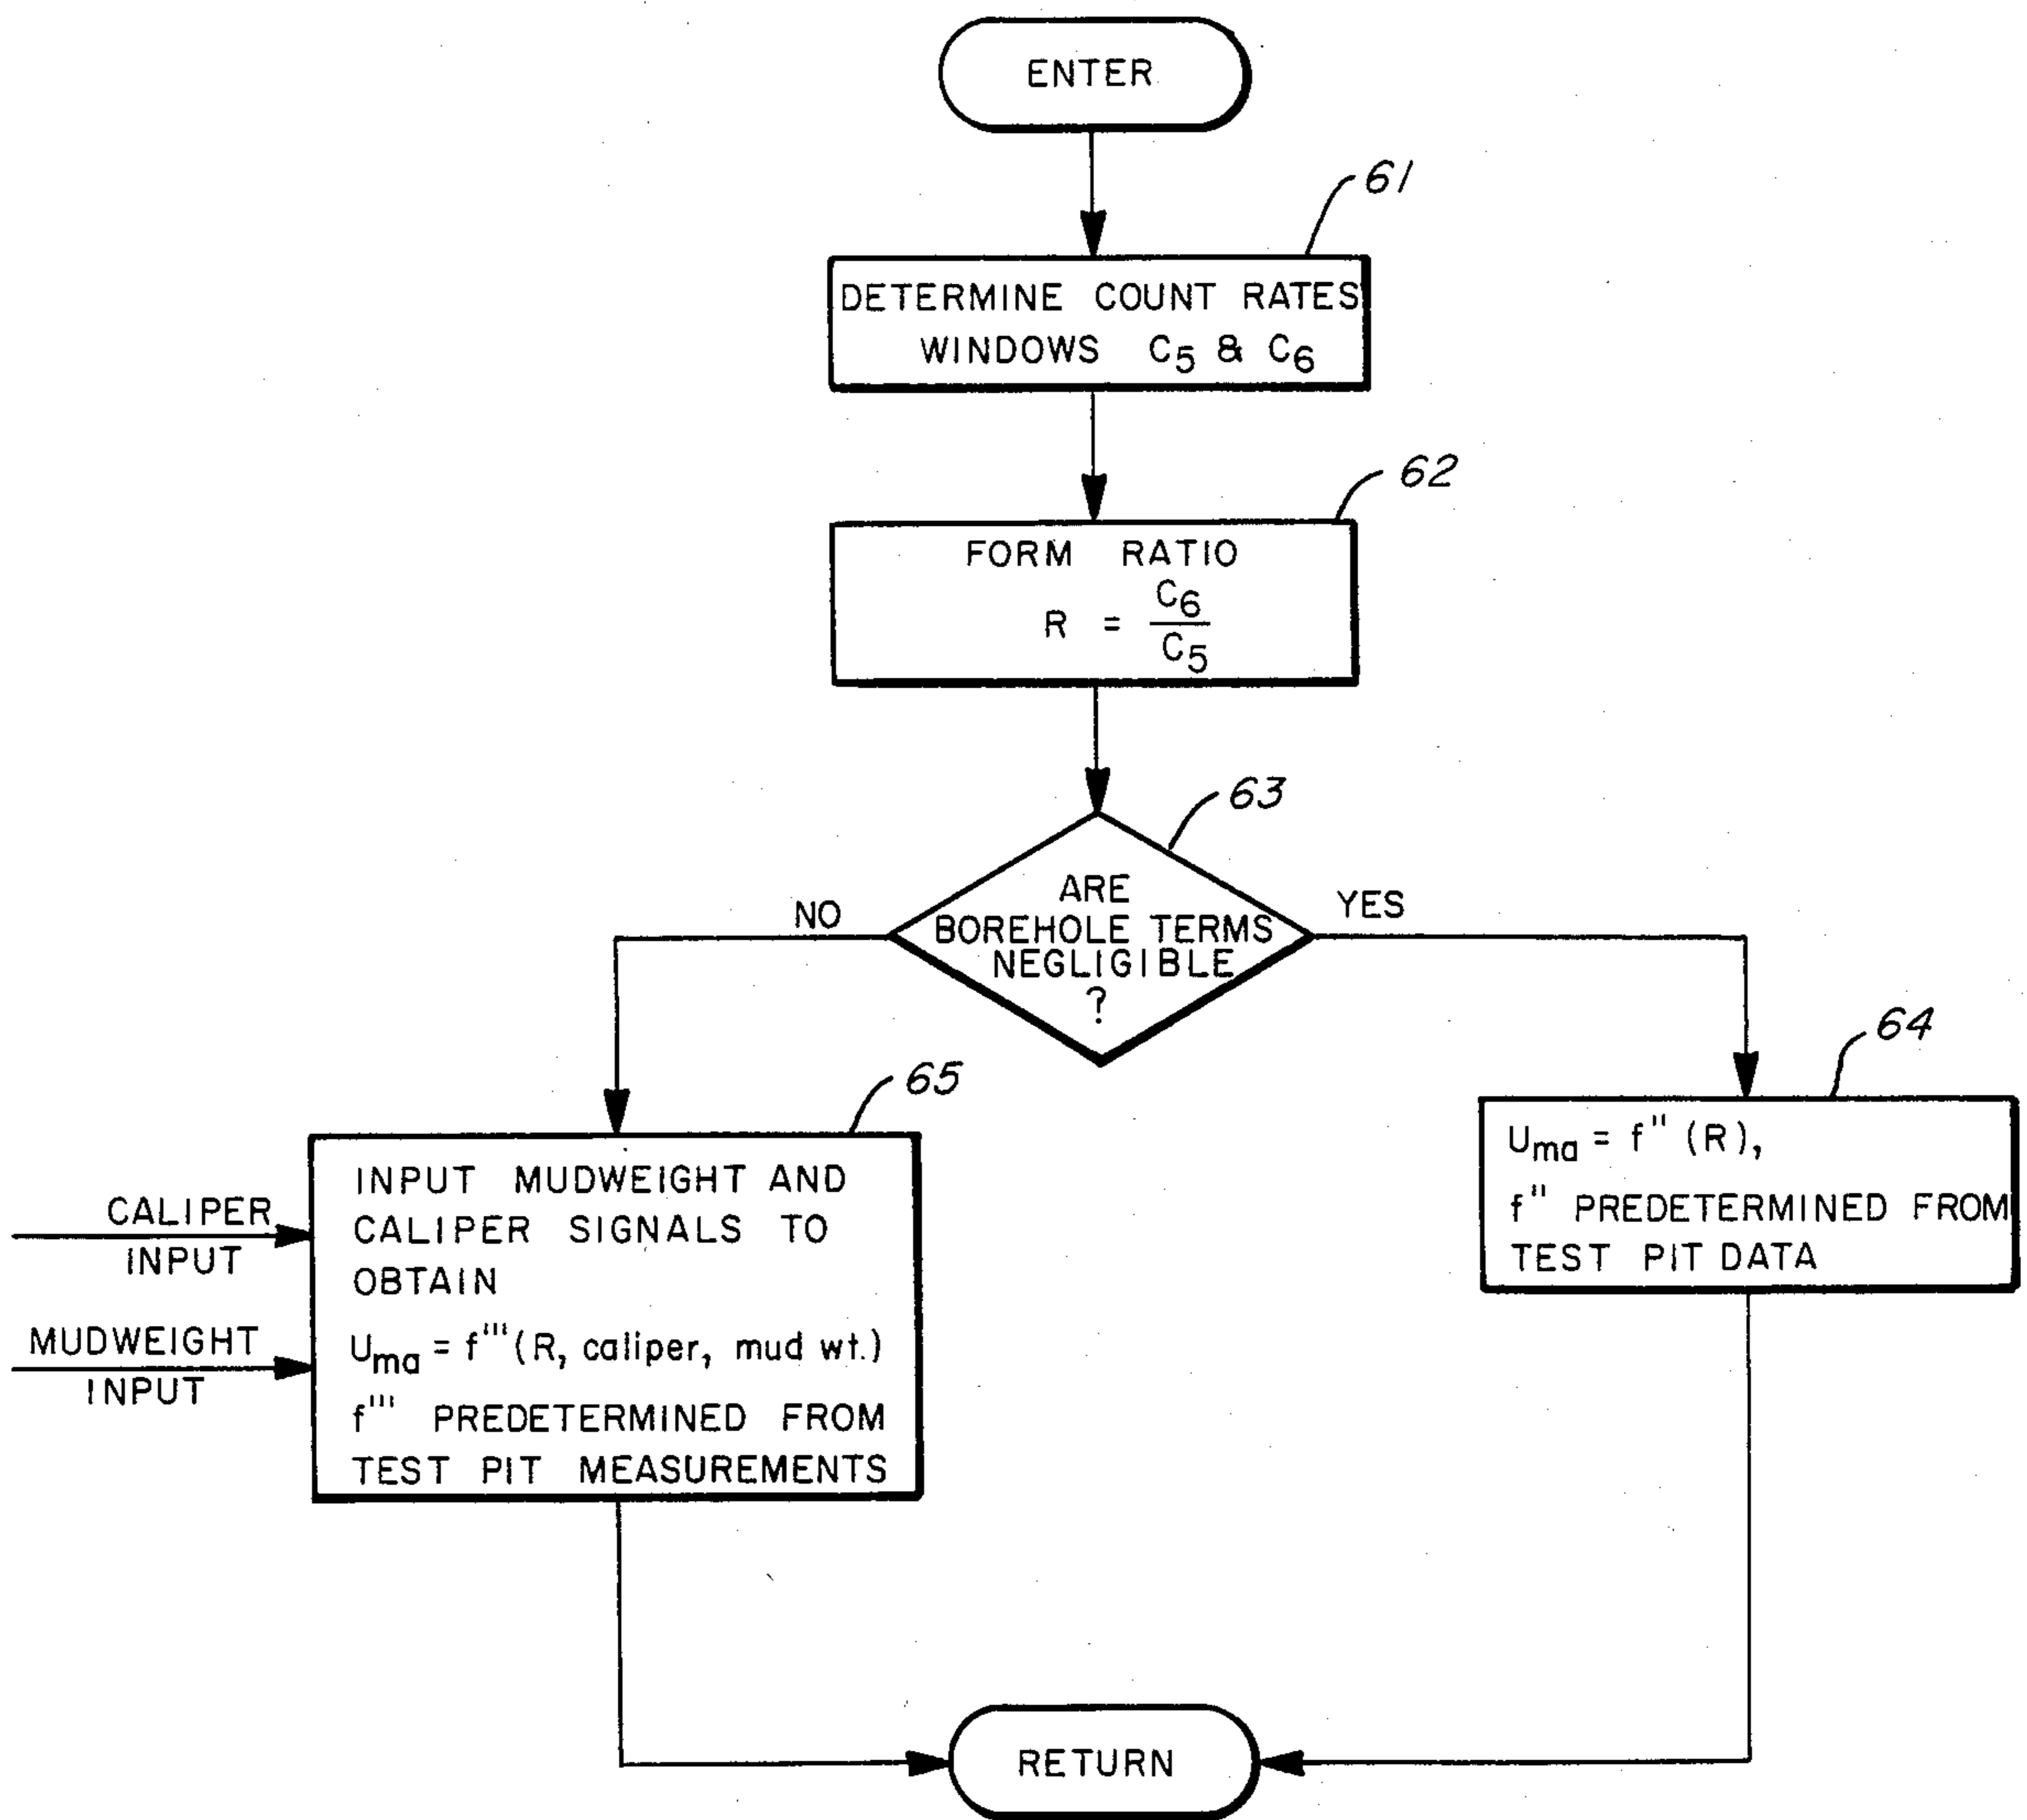 ENTER
61
DETERMINE COUNT RATES
WINDOWS C5 & C6
62
FORM RATIO
R = C6/C5
63
ARE
BOREHOLE TERMS
NEGLIGIBLE
?
NO
YES
64
Uma = f'' (R),
f'' PREDETERMINED FROM
TEST PIT DATA
65
INPUT MUDWEIGHT AND
CALIPER SIGNALS TO
OBTAIN
Uma = f''' (R, caliper, mud wt.)
f''' PREDETERMINED FROM
TEST PIT MEASUREMENTS
CALIPER
INPUT
MUDWEIGHT
INPUT
RETURN